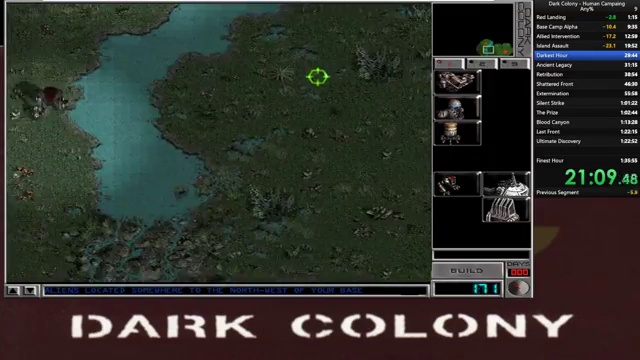 Dark Colony - Human Campaing
Any% 9
Red Landing -2.8 1:15
Base Camp Alpha -10.4 9:35
Allied Intervention -17.2 12:59
Island Assault -23.1 19:52
Darkest Hour 29:44
Ancient Legacy 31:15
Retribution 38:54
Shattered Front 46:30
Extermination 55:58
Silent Strike 1:01:22
The Prize 1:02:44
Blood Canyon 1:13:28
Last Front 1:22:15
Ultimate Discovery 1:22:52
Finest Hour 1:35:55
21:09.48
Previous Segment -5.9
BUILD
DAYS
000
171
ALIENS LOCATED SOMEWHERE TO THE NORTH-WEST OF YOUR BASE
DARK COLONY